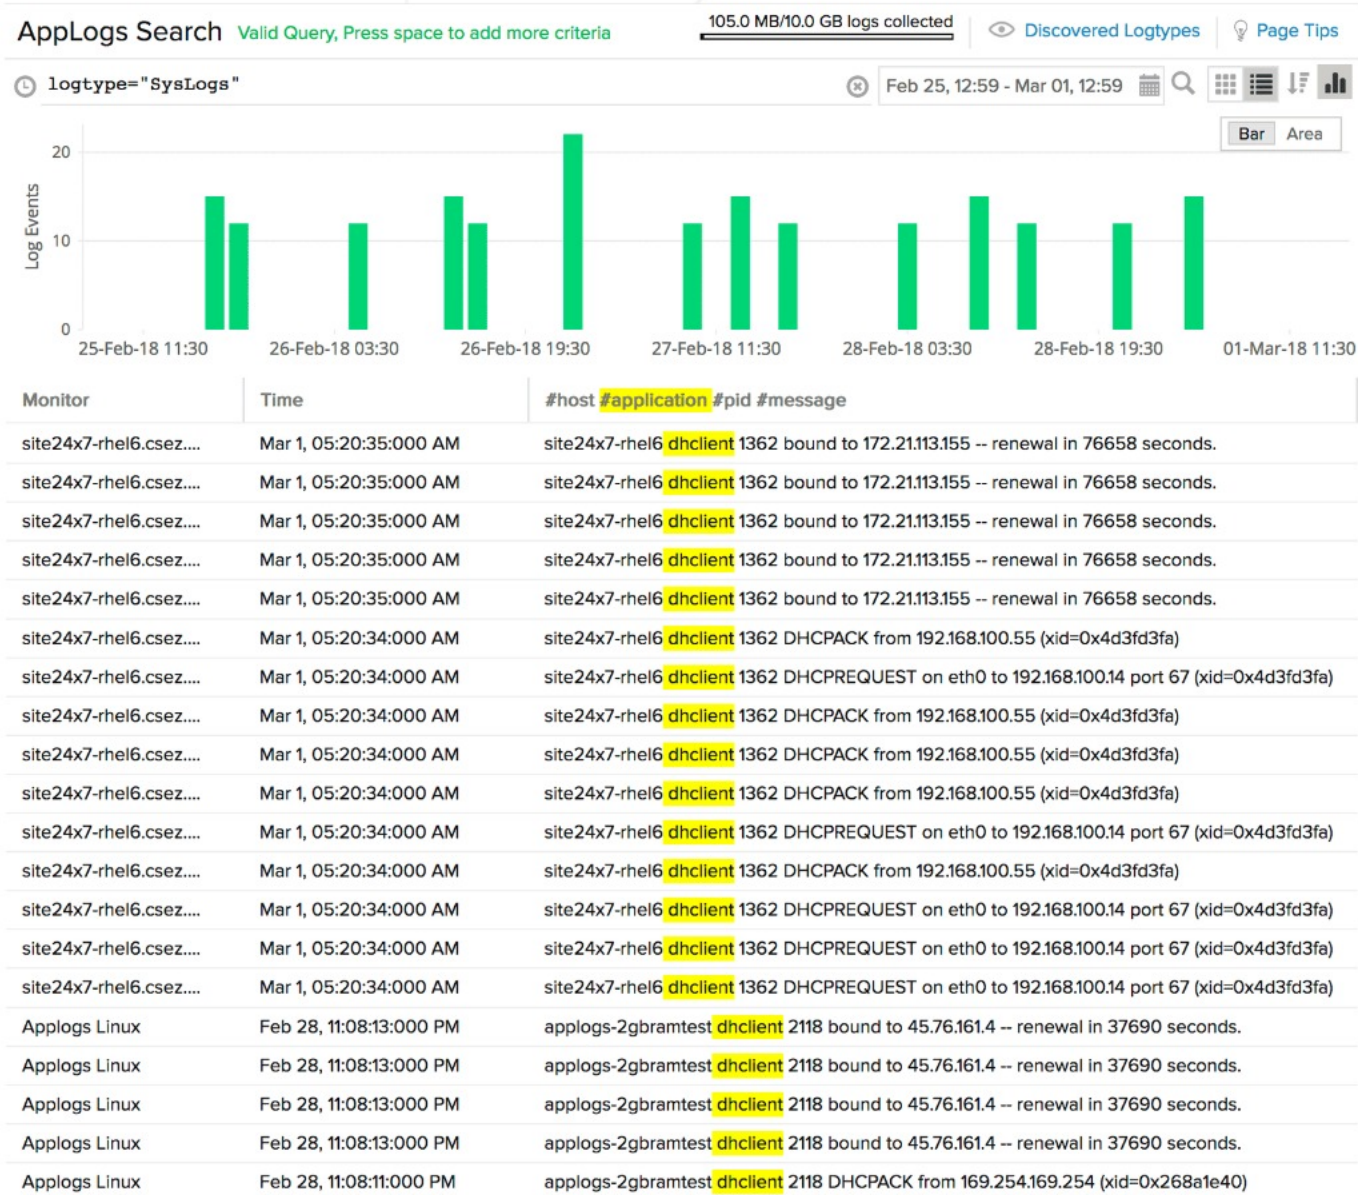 AppLogs Search Valid Query, Press space to add more criteria 105.0 MB/10.0 GB logs collected Discovered Logtypes Page Tips
logtype="SysLogs" Feb 25, 12:59 - Mar 01, 12:59
Bar Area
20
10
0
Log Events
25-Feb-18 11:30 26-Feb-18 03:30 26-Feb-18 19:30 27-Feb-18 11:30 28-Feb-18 03:30 28-Feb-18 19:30 01-Mar-18 11:30
Monitor Time #host #application #pid #message
site24x7-rhel6.csez.... Mar 1, 05:20:35:000 AM site24x7-rhel6 dhclient 1362 bound to 172.21.113.155 -- renewal in 76658 seconds.
site24x7-rhel6.csez.... Mar 1, 05:20:35:000 AM site24x7-rhel6 dhclient 1362 bound to 172.21.113.155 -- renewal in 76658 seconds.
site24x7-rhel6.csez.... Mar 1, 05:20:35:000 AM site24x7-rhel6 dhclient 1362 bound to 172.21.113.155 -- renewal in 76658 seconds.
site24x7-rhel6.csez.... Mar 1, 05:20:35:000 AM site24x7-rhel6 dhclient 1362 bound to 172.21.113.155 -- renewal in 76658 seconds.
site24x7-rhel6.csez.... Mar 1, 05:20:35:000 AM site24x7-rhel6 dhclient 1362 bound to 172.21.113.155 -- renewal in 76658 seconds.
site24x7-rhel6.csez.... Mar 1, 05:20:34:000 AM site24x7-rhel6 dhclient 1362 DHCPACK from 192.168.100.55 (xid=0x4d3fd3fa)
site24x7-rhel6.csez.... Mar 1, 05:20:34:000 AM site24x7-rhel6 dhclient 1362 DHCPREQUEST on eth0 to 192.168.100.14 port 67 (xid=0x4d3fd3fa)
site24x7-rhel6.csez.... Mar 1, 05:20:34:000 AM site24x7-rhel6 dhclient 1362 DHCPACK from 192.168.100.55 (xid=0x4d3fd3fa)
site24x7-rhel6.csez.... Mar 1, 05:20:34:000 AM site24x7-rhel6 dhclient 1362 DHCPACK from 192.168.100.55 (xid=0x4d3fd3fa)
site24x7-rhel6.csez.... Mar 1, 05:20:34:000 AM site24x7-rhel6 dhclient 1362 DHCPACK from 192.168.100.55 (xid=0x4d3fd3fa)
site24x7-rhel6.csez.... Mar 1, 05:20:34:000 AM site24x7-rhel6 dhclient 1362 DHCPREQUEST on eth0 to 192.168.100.14 port 67 (xid=0x4d3fd3fa)
site24x7-rhel6.csez.... Mar 1, 05:20:34:000 AM site24x7-rhel6 dhclient 1362 DHCPACK from 192.168.100.55 (xid=0x4d3fd3fa)
site24x7-rhel6.csez.... Mar 1, 05:20:34:000 AM site24x7-rhel6 dhclient 1362 DHCPREQUEST on eth0 to 192.168.100.14 port 67 (xid=0x4d3fd3fa)
site24x7-rhel6.csez.... Mar 1, 05:20:34:000 AM site24x7-rhel6 dhclient 1362 DHCPREQUEST on eth0 to 192.168.100.14 port 67 (xid=0x4d3fd3fa)
site24x7-rhel6.csez.... Mar 1, 05:20:34:000 AM site24x7-rhel6 dhclient 1362 DHCPREQUEST on eth0 to 192.168.100.14 port 67 (xid=0x4d3fd3fa)
Applogs Linux Feb 28, 11:08:13:000 PM applogs-2gbramtest dhclient 2118 bound to 45.76.161.4 -- renewal in 37690 seconds.
Applogs Linux Feb 28, 11:08:13:000 PM applogs-2gbramtest dhclient 2118 bound to 45.76.161.4 -- renewal in 37690 seconds.
Applogs Linux Feb 28, 11:08:13:000 PM applogs-2gbramtest dhclient 2118 bound to 45.76.161.4 -- renewal in 37690 seconds.
Applogs Linux Feb 28, 11:08:13:000 PM applogs-2gbramtest dhclient 2118 bound to 45.76.161.4 -- renewal in 37690 seconds.
Applogs Linux Feb 28, 11:08:11:000 PM applogs-2gbramtest dhclient 2118 DHCPACK from 169.254.169.254 (xid=0x268a1e40)